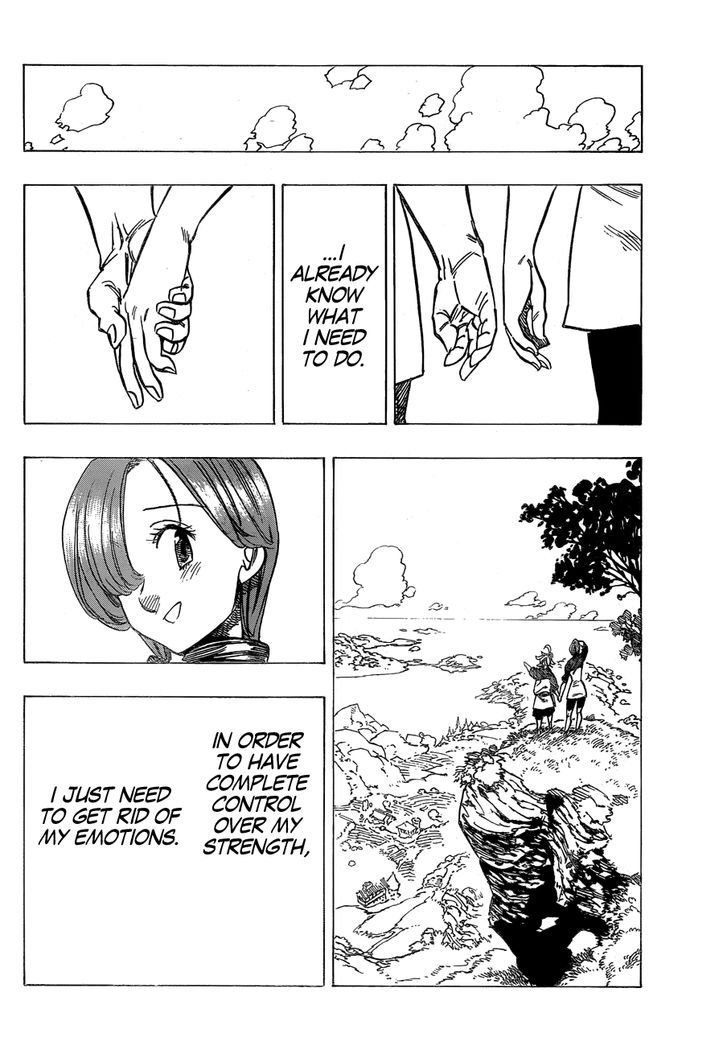 ...I
ALREADY
KNOW
WHAT
I NEED
TO DO.
IN ORDER
TO HAVE
COMPLETE
CONTROL
OVER MY
STRENGTH,
I JUST NEED
TO GET RID OF
MY EMOTIONS.